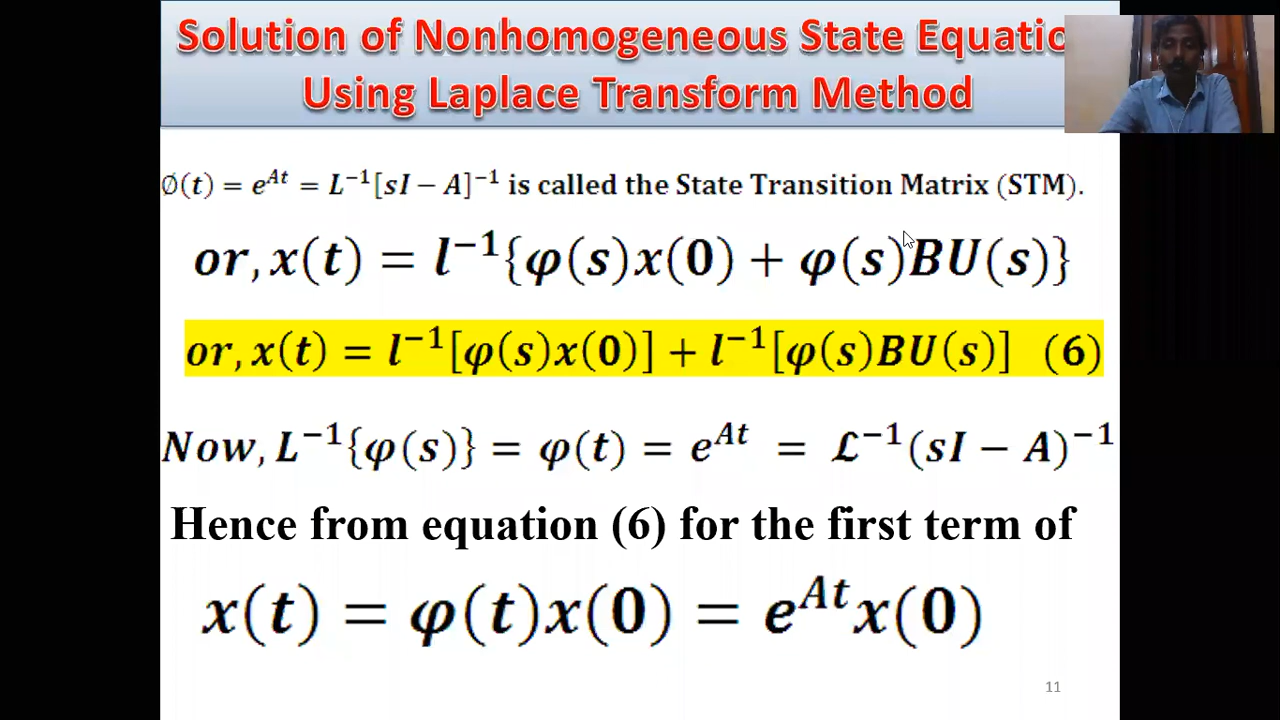 Solution of Nonhomogeneous State Equatio
Using Laplace Transform Method
∅(t) = e^{At} = L^{-1}[sI − A]^{-1} is called the State Transition Matrix (STM).
or, x(t) = l^{-1}{φ(s)x(0) + φ(s)BU(s)}
or, x(t) = l^{-1}[φ(s)x(0)] + l^{-1}[φ(s)BU(s)] (6)
Now, L^{-1}{φ(s)} = φ(t) = e^{At} = ℒ^{-1}(sI − A)^{-1}
Hence from equation (6) for the first term of
x(t) = φ(t)x(0) = e^{At}x(0)
11